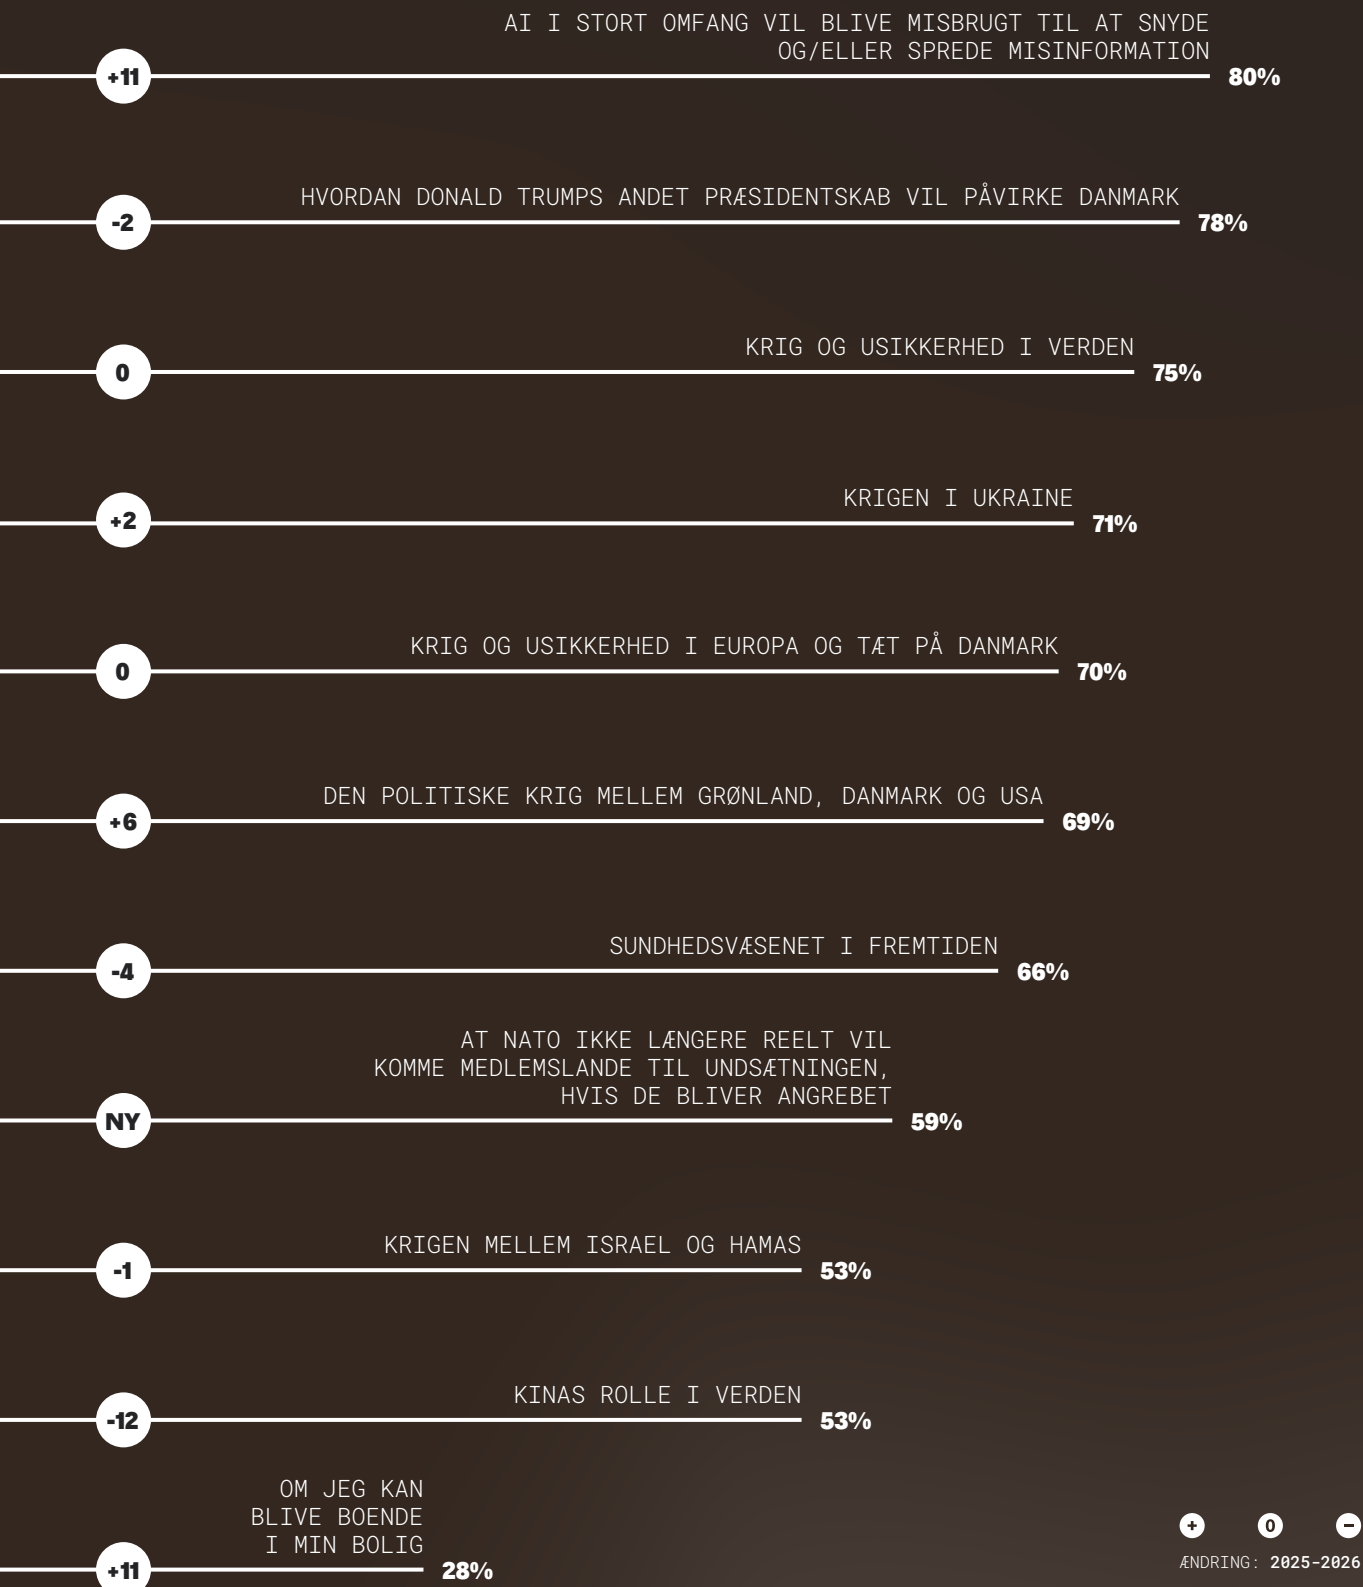 AI I STORT OMFANG VIL BLIVE MISBRUGT TIL AT SNYDE
OG/ELLER SPREDE MISINFORMATION
+11
80%
HVORDAN DONALD TRUMPS ANDET PRÆSIDENTSKAB VIL PÅVIRKE DANMARK
-2
78%
KRIG OG USIKKERHED I VERDEN
0
75%
KRIGEN I UKRAINE
+2
71%
KRIG OG USIKKERHED I EUROPA OG TÆT PÅ DANMARK
0
70%
DEN POLITISKE KRIG MELLEM GRØNLAND, DANMARK OG USA
+6
69%
SUNDHEDSVÆSENET I FREMTIDEN
-4
66%
AT NATO IKKE LÆNGERE REELT VIL
KOMME MEDLEMSLANDE TIL UNDSÆTNINGEN,
HVIS DE BLIVER ANGREBET
NY
59%
KRIGEN MELLEM ISRAEL OG HAMAS
-1
53%
KINAS ROLLE I VERDEN
-12
53%
OM JEG KAN
BLIVE BOENDE
I MIN BOLIG
+11
28%
+ 0 −
ÆNDRING: 2025-2026